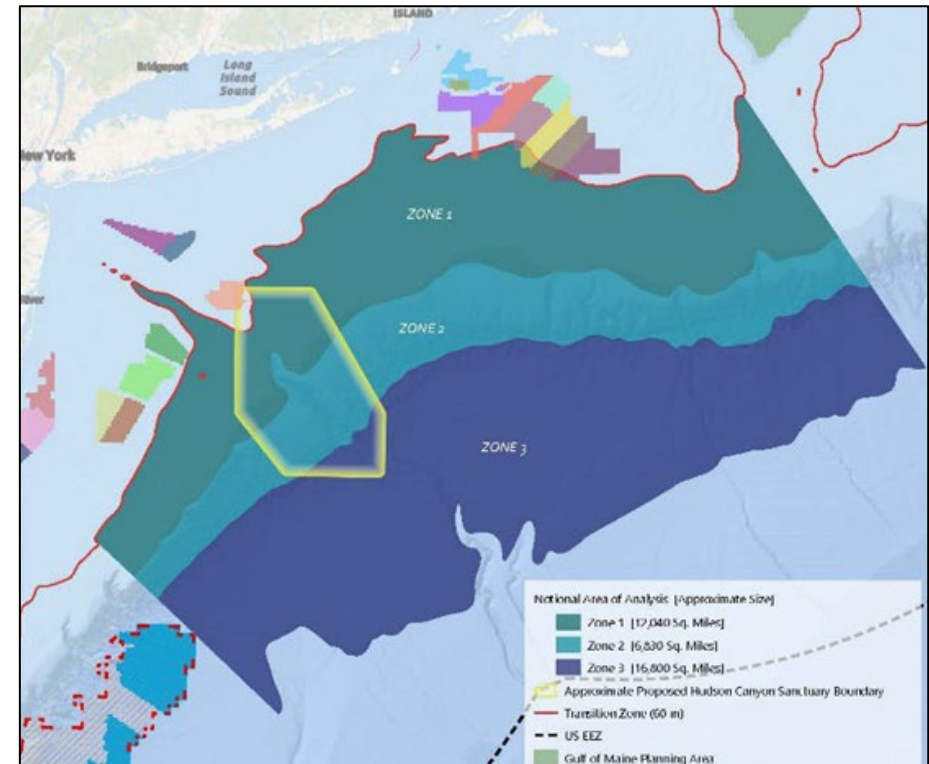 ISLAND
Bridgeport
Long
Island
Sound
ew York
ZONE 1
River
ZONE 2
ZONE 3
Notional Area of Analysis [Approximate Size]
Zone 1 [12,040 Sq. Miles]
Zone 2 [6,830 Sq. Miles]
Zone 3 [16,800 Sq. Miles]
Approximate Proposed Hudson Canyon Sanctuary Boundary
Transition Zone (60 m)
US EEZ
Gulf of Maine Planning Area